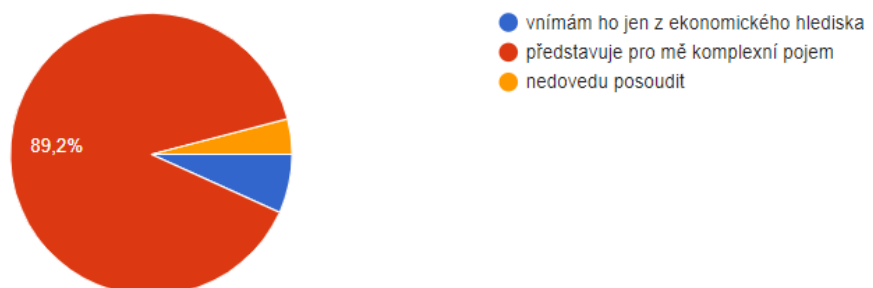 vnímám ho jen z ekonomického hlediska
představuje pro mě komplexní pojem
nedovedu posoudit
89,2%